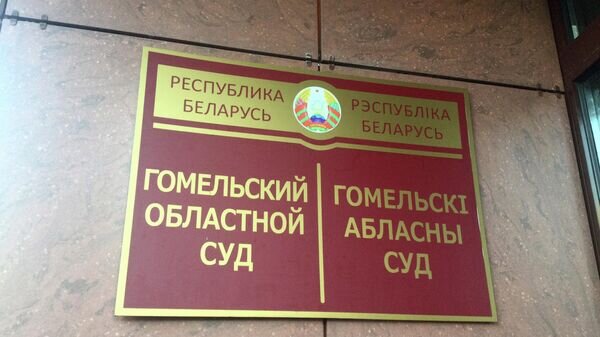 РЕСПУБЛИКА
БЕЛАРУСЬ
РЭСПУБЛІКА
БЕЛАРУСЬ
ГОМЕЛЬСКИЙ
ОБЛАСТНОЙ
СУД
ГОМЕЛЬСКІ
АБЛАСНЫ
СУД